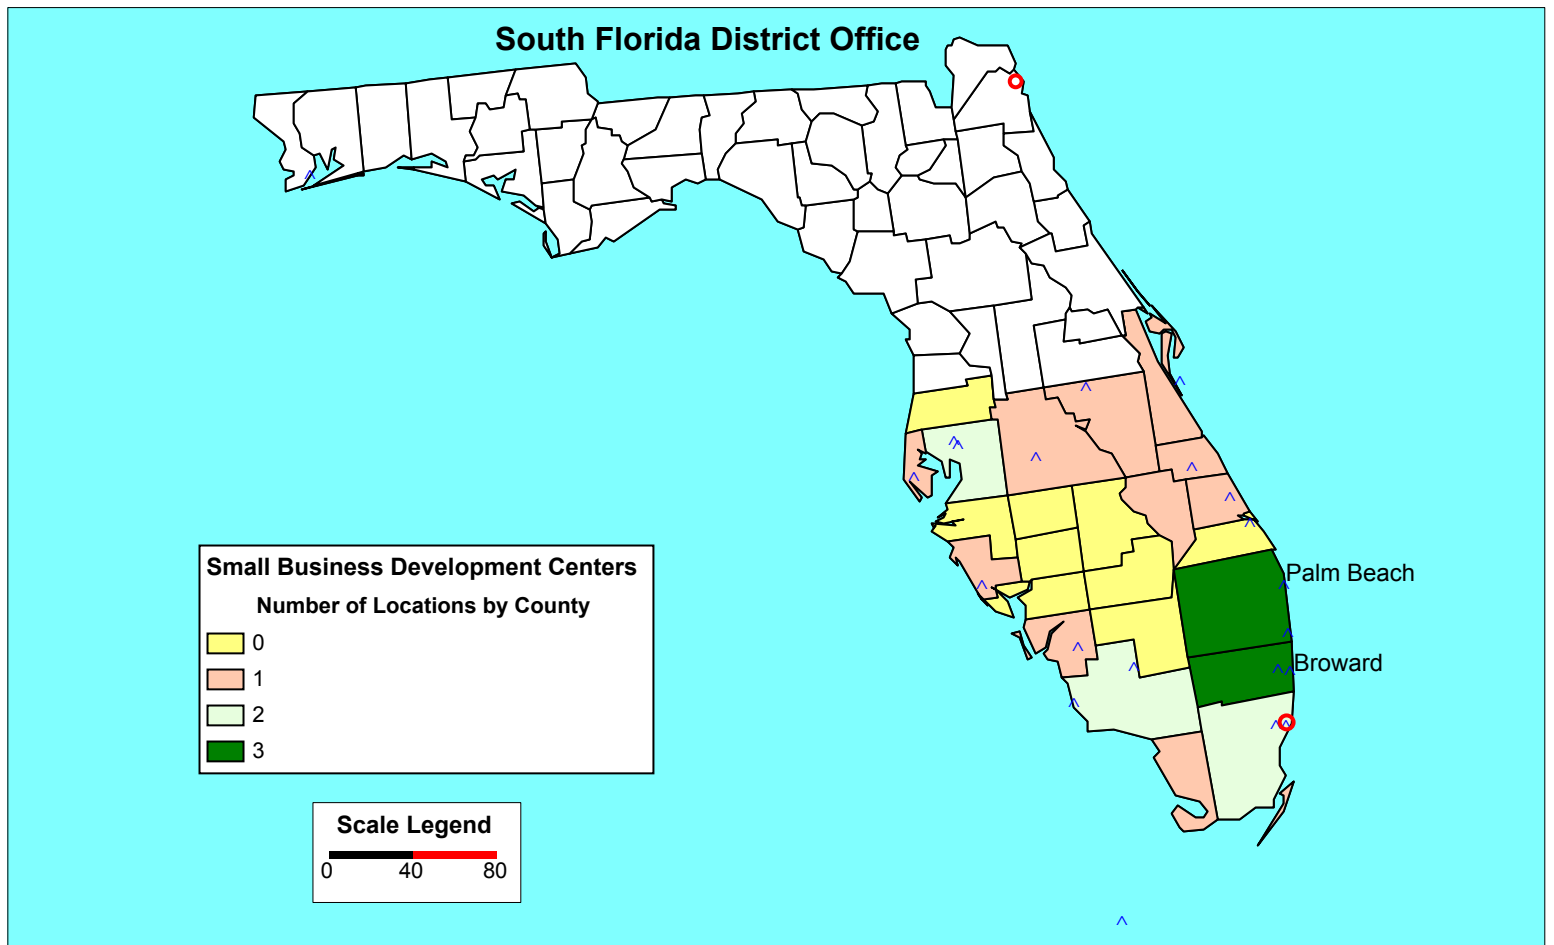 South Florida District Office
Palm Beach
Broward
Small Business Development Centers
Number of Locations by County
0
1
2
3
Scale Legend
0 40 80